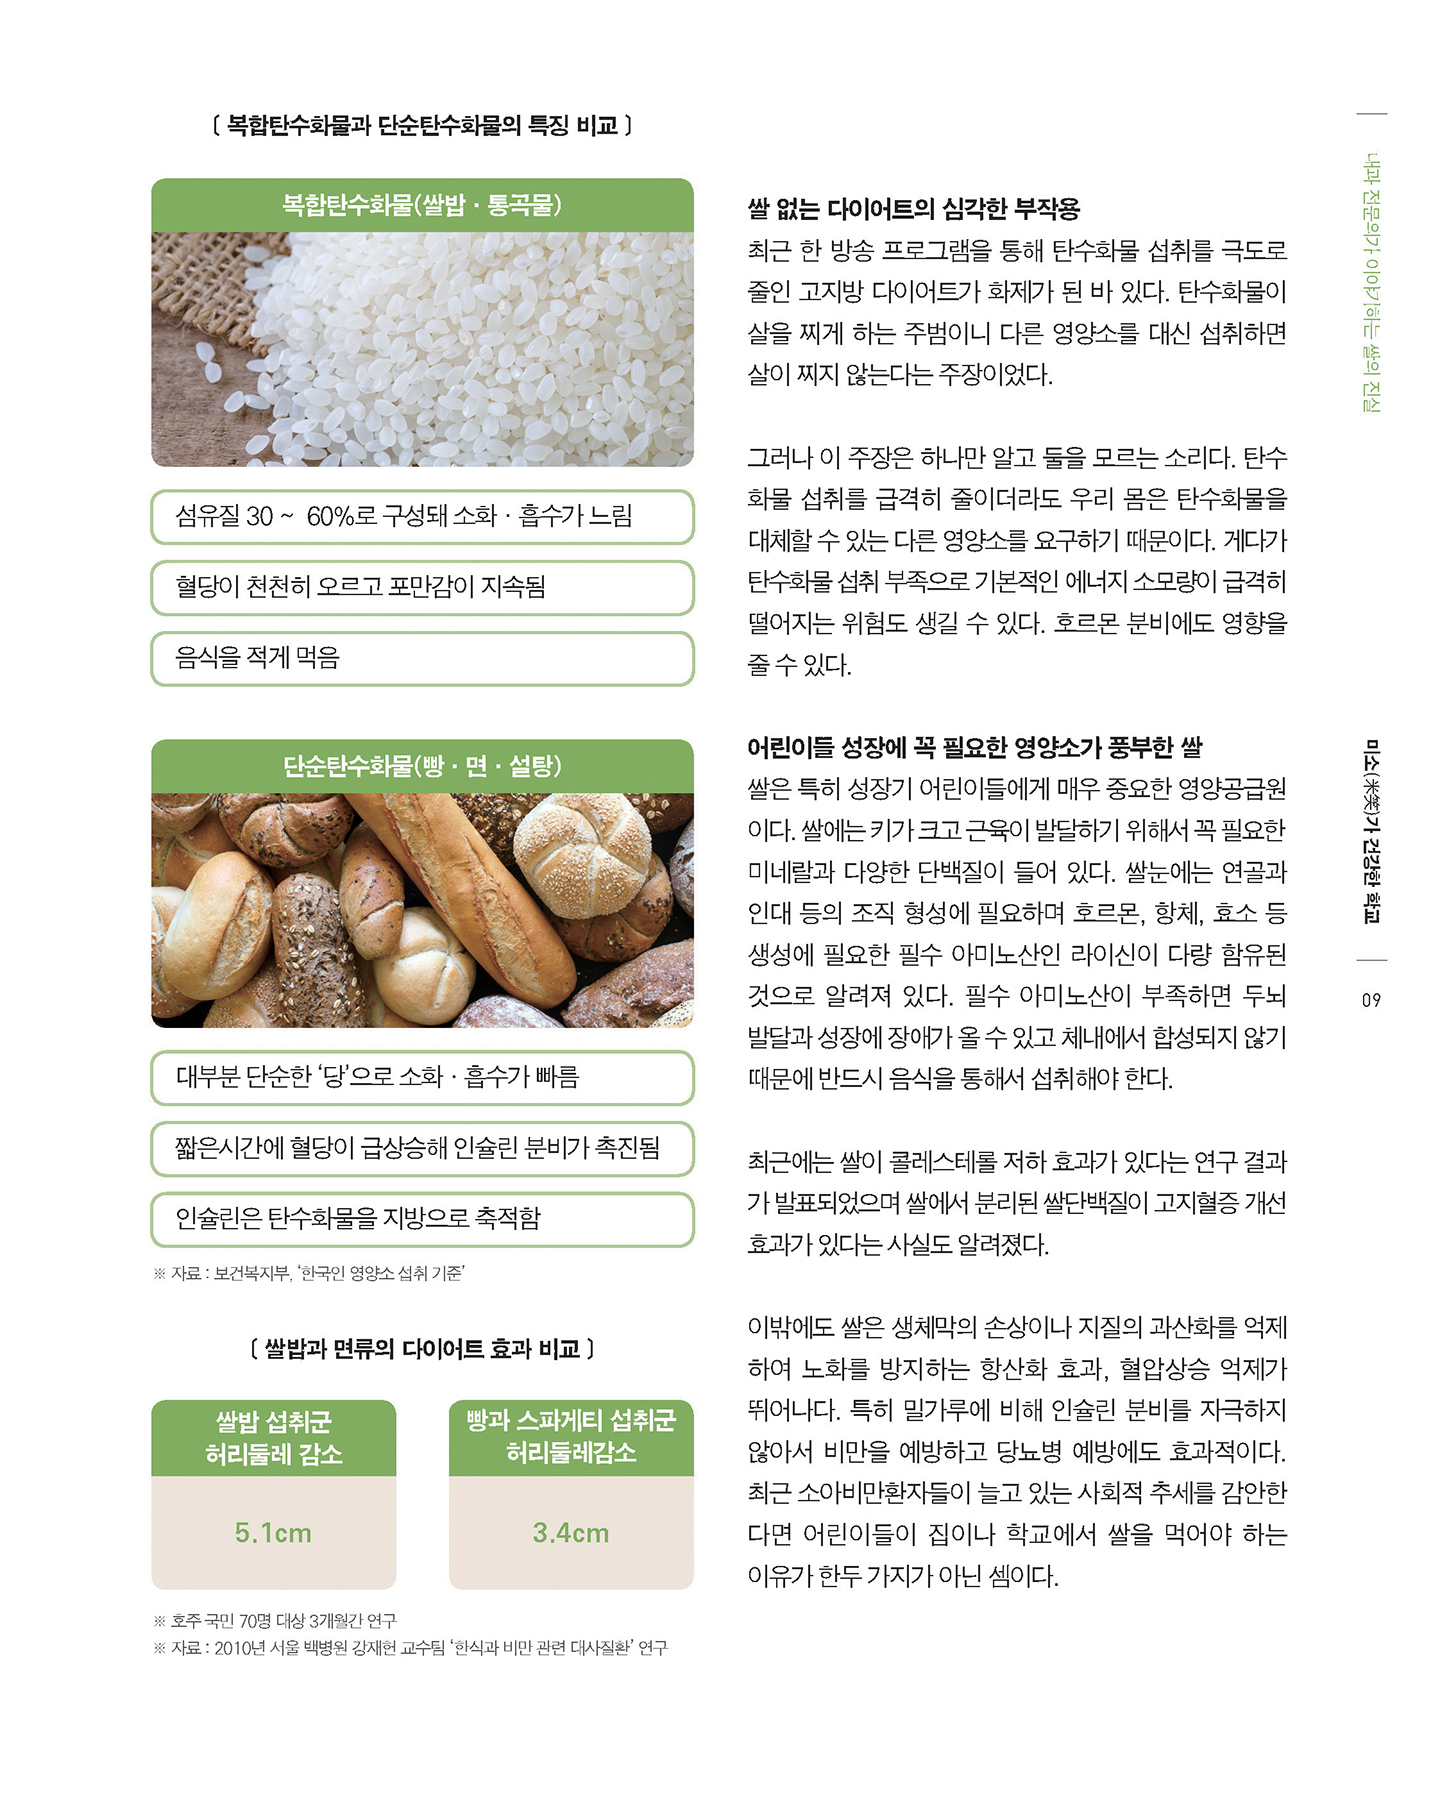 [ 복합탄수화물과 단순탄수화물의 특징 비교 ]
복합탄수화물(쌀밥 · 통곡물)
섬유질 30 ~ 60%로 구성돼 소화 · 흡수가 느림
혈당이 천천히 오르고 포만감이 지속됨
음식을 적게 먹음
단순탄수화물(빵 · 면 · 설탕)
대부분 단순한 ‘당’으로 소화 · 흡수가 빠름
짧은시간에 혈당이 급상승해 인슐린 분비가 촉진됨
인슐린은 탄수화물을 지방으로 축적함
※ 자료 : 보건복지부, ‘한국인 영양소 섭취 기준’
[ 쌀밥과 면류의 다이어트 효과 비교 ]
쌀밥 섭취군
허리둘레 감소
5.1cm
빵과 스파게티 섭취군
허리둘레감소
3.4cm
※ 호주 국민 70명 대상 3개월간 연구
※ 자료 : 2010년 서울 백병원 강재헌 교수팀 ‘한식과 비만 관련 대사질환’ 연구
쌀 없는 다이어트의 심각한 부작용
최근 한 방송 프로그램을 통해 탄수화물 섭취를 극도로
줄인 고지방 다이어트가 화제가 된 바 있다. 탄수화물이
살을 찌게 하는 주범이니 다른 영양소를 대신 섭취하면
살이 찌지 않는다는 주장이었다.
그러나 이 주장은 하나만 알고 둘을 모르는 소리다. 탄수
화물 섭취를 급격히 줄이더라도 우리 몸은 탄수화물을
대체할 수 있는 다른 영양소를 요구하기 때문이다. 게다가
탄수화물 섭취 부족으로 기본적인 에너지 소모량이 급격히
떨어지는 위험도 생길 수 있다. 호르몬 분비에도 영향을
줄 수 있다.
어린이들 성장에 꼭 필요한 영양소가 풍부한 쌀
쌀은 특히 성장기 어린이들에게 매우 중요한 영양공급원
이다. 쌀에는 키가 크고 근육이 발달하기 위해서 꼭 필요한
미네랄과 다양한 단백질이 들어 있다. 쌀눈에는 연골과
인대 등의 조직 형성에 필요하며 호르몬, 항체, 효소 등
생성에 필요한 필수 아미노산인 라이신이 다량 함유된
것으로 알려져 있다. 필수 아미노산이 부족하면 두뇌
발달과 성장에 장애가 올 수 있고 체내에서 합성되지 않기
때문에 반드시 음식을 통해서 섭취해야 한다.
최근에는 쌀이 콜레스테롤 저하 효과가 있다는 연구 결과
가 발표되었으며 쌀에서 분리된 쌀단백질이 고지혈증 개선
효과가 있다는 사실도 알려졌다.
이밖에도 쌀은 생체막의 손상이나 지질의 과산화를 억제
하여 노화를 방지하는 항산화 효과, 혈압상승 억제가
뛰어나다. 특히 밀가루에 비해 인슐린 분비를 자극하지
않아서 비만을 예방하고 당뇨병 예방에도 효과적이다.
최근 소아비만환자들이 늘고 있는 사회적 추세를 감안한
다면 어린이들이 집이나 학교에서 쌀을 먹어야 하는
이유가 한두 가지가 아닌 셈이다.
내과 전문의가 이야기하는 쌀의 진실
미소(米笑)가 건강한 학교
09